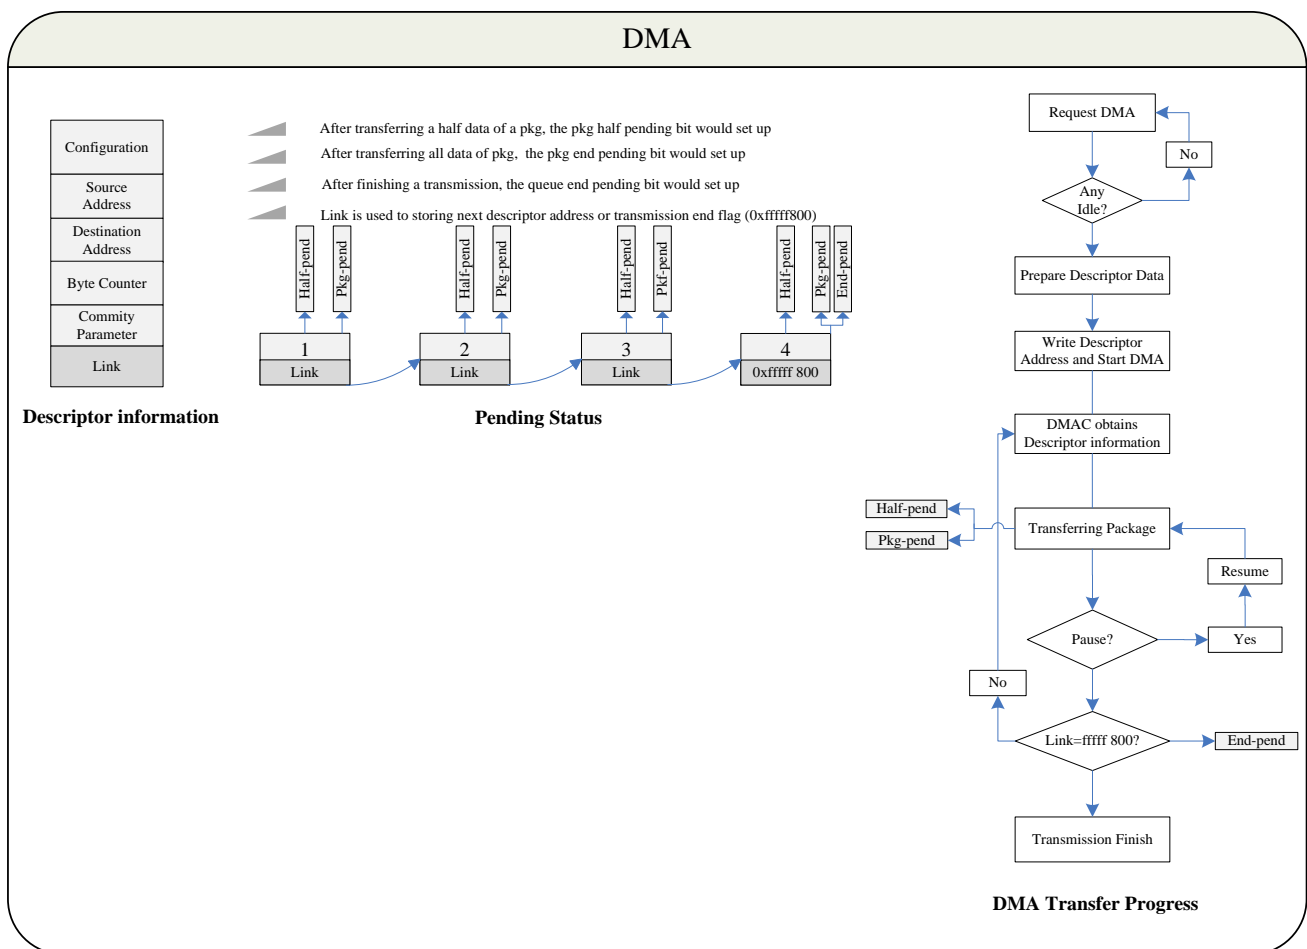 DMA
Configuration
Source
Address
Destination
Address
Byte Counter
Commity
Parameter
Link
Descriptor information
After transferring a half data of a pkg, the pkg half pending bit would set up
After transferring all data of pkg, the pkg end pending bit would set up
After finishing a transmission, the queue end pending bit would set up
Link is used to storing next descriptor address or transmission end flag (0xfffff800)
Half-pend
Pkg-pend
Half-pend
Pkg-pend
Half-pend
Pkf-pend
Half-pend
Pkg-pend
End-pend
1
Link
2
Link
3
Link
4
0xfffff 800
Pending Status
Request DMA
No
Any
Idle?
Prepare Descriptor Data
Write Descriptor
Address and Start DMA
DMAC obtains
Descriptor information
Half-pend
Pkg-pend
Transferring Package
Resume
Pause?
Yes
No
Link=fffff 800?
End-pend
Transmission Finish
DMA Transfer Progress